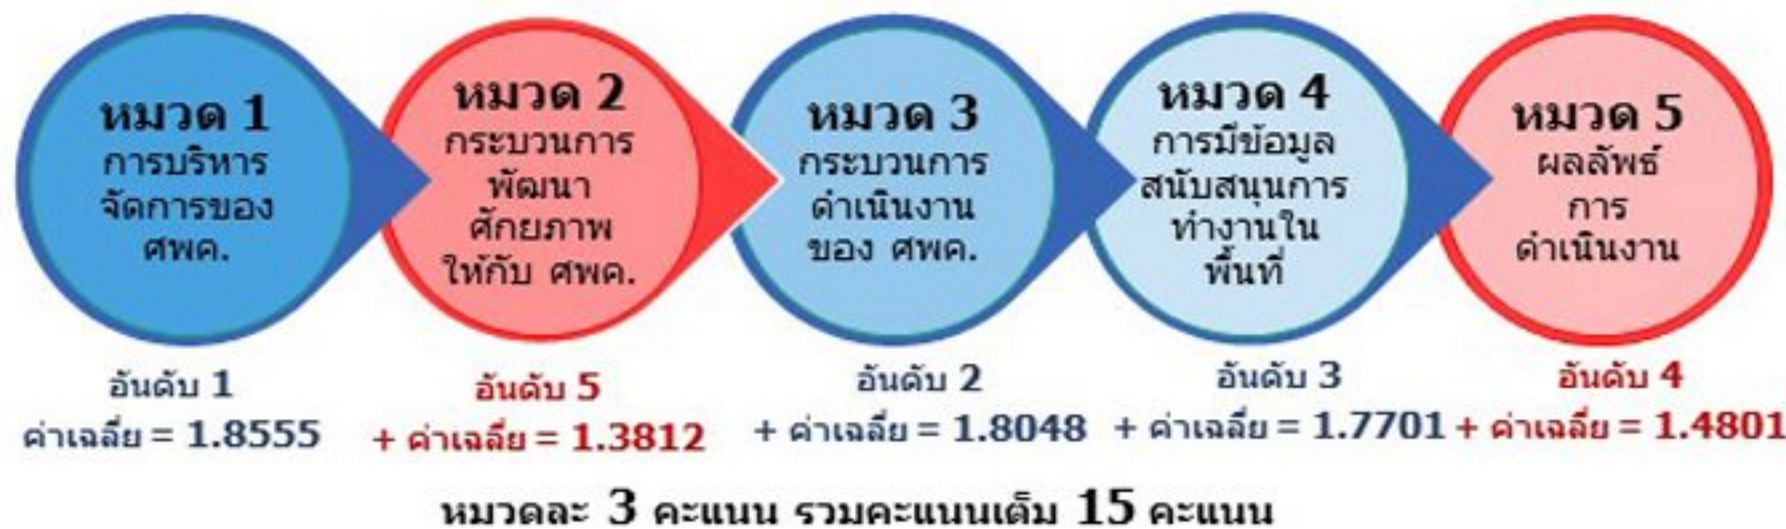 หมวด 1
การบริหาร
จัดการของ
ศพค.
หมวด 2
กระบวนการ
พัฒนา
ศักยภาพ
ให้กับ ศพค.
หมวด 3
กระบวนการ
ดำเนินงาน
ของ ศพค.
หมวด 4
การมีข้อมูล
สนับสนุนการ
ทำงานใน
พื้นที่
หมวด 5
ผลลัพธ์
การ
ดำเนินงาน
อันดับ 1
ค่าเฉลี่ย = 1.8555
อันดับ 5
+ ค่าเฉลี่ย = 1.3812
อันดับ 2
+ ค่าเฉลี่ย = 1.8048
อันดับ 3
+ ค่าเฉลี่ย = 1.7701
อันดับ 4
+ ค่าเฉลี่ย = 1.4801
หมวดละ 3 คะแนน รวมคะแนนเต็ม 15 คะแนน